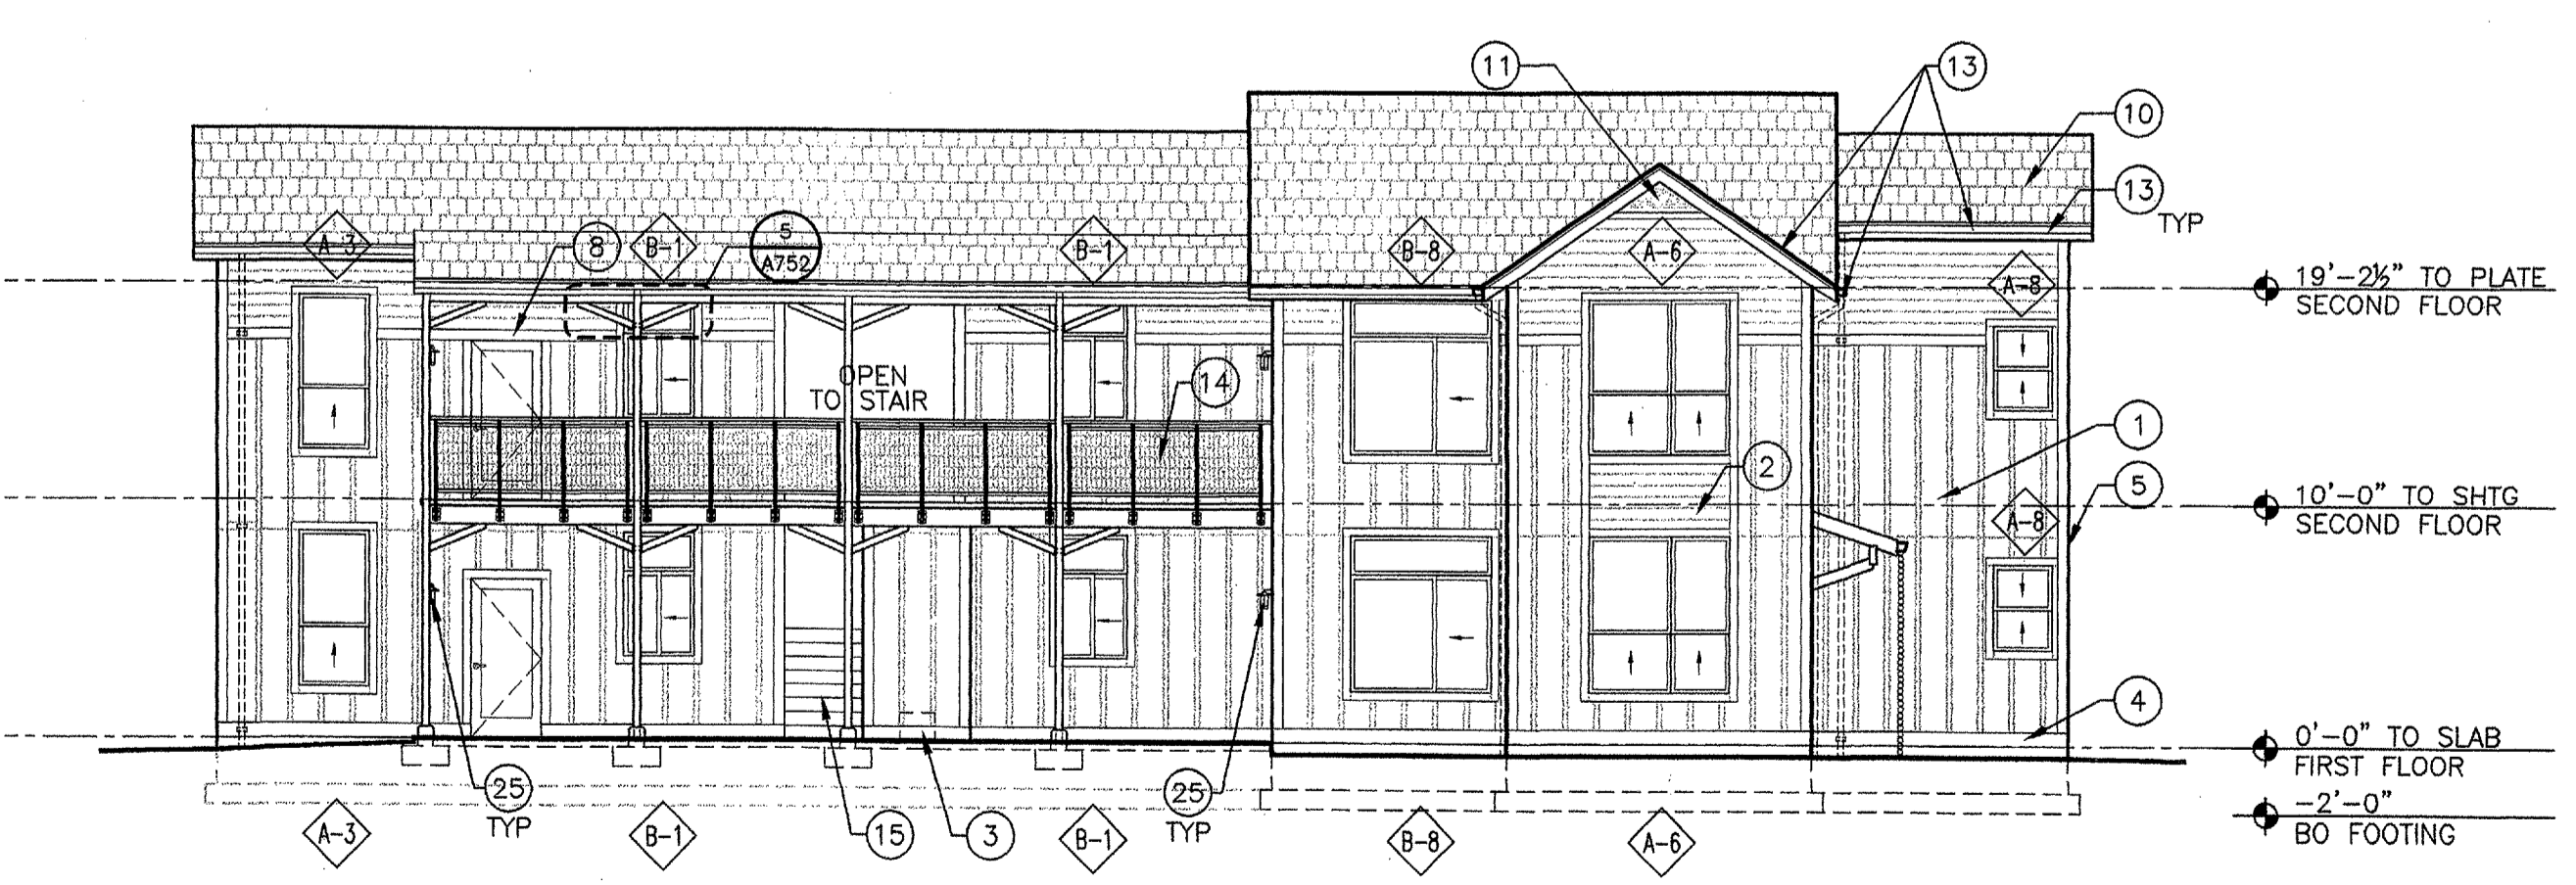 11
13
10
13
TYP
A-3
8
B-1
5
A752
B-1
B-8
A-6
A-8
19'-2½" TO PLATE
SECOND FLOOR
OPEN
TO STAIR
14
1
2
5
10'-0" TO SHTG
SECOND FLOOR
A-8
4
0'-0" TO SLAB
FIRST FLOOR
25
TYP
25
TYP
-2'-0"
BO FOOTING
A-3
B-1
15
3
B-1
B-8
A-6